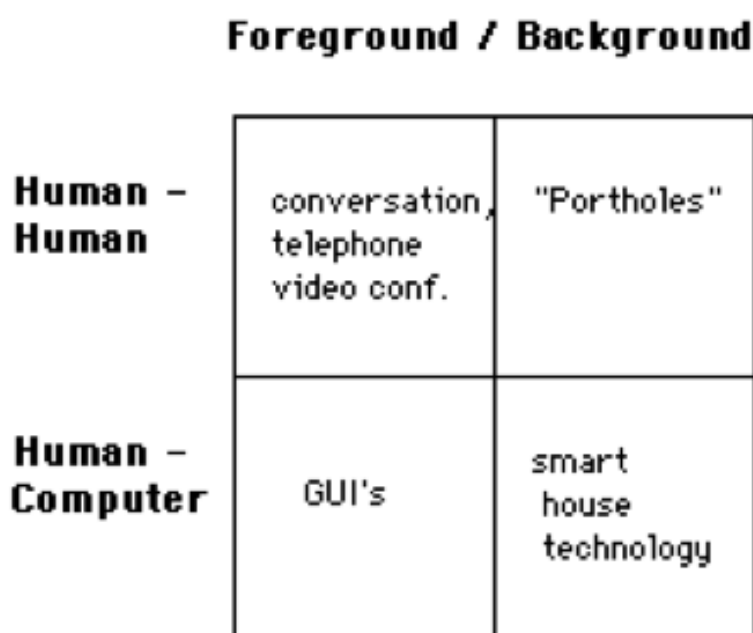 Foreground / Background
Human -
Human
conversation,
telephone
video conf.
"Portholes"
Human -
Computer
GUI's
smart
house
technology